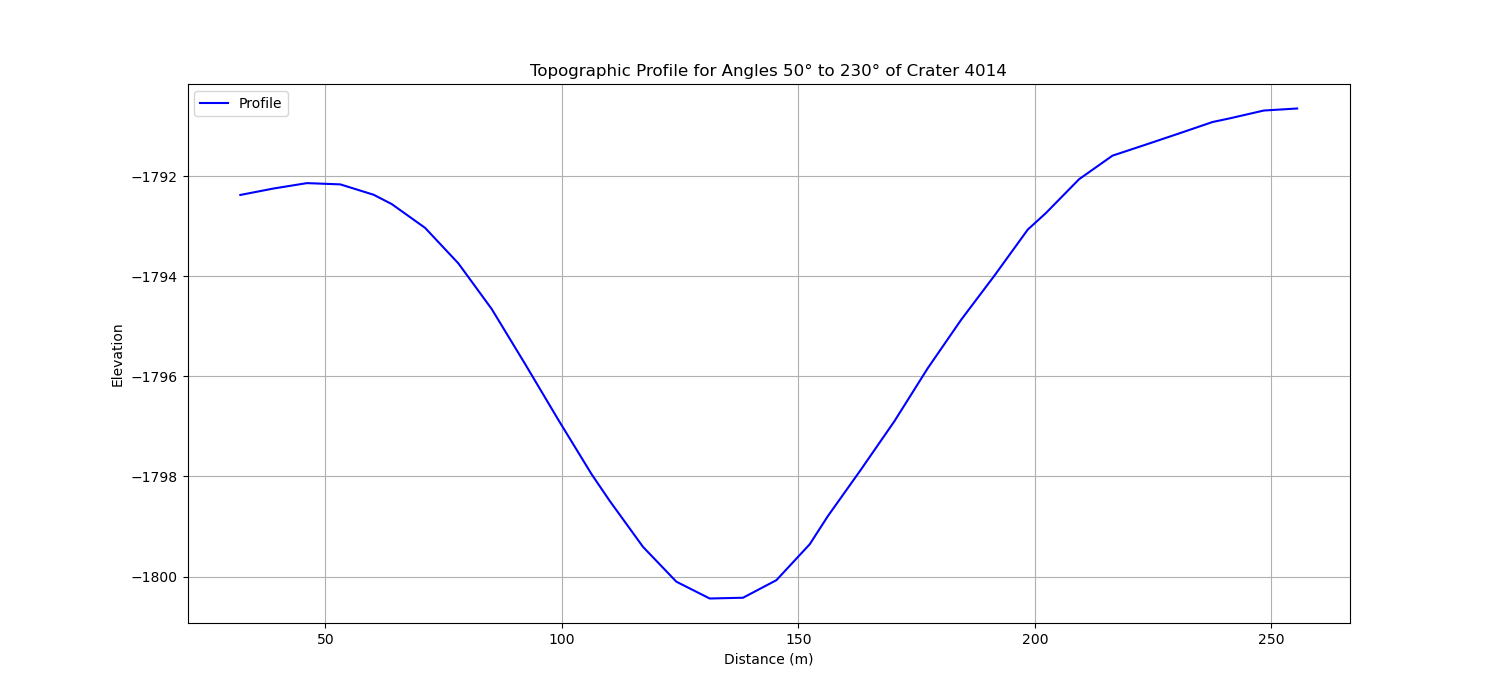 Topographic Profile for Angles 50° to 230° of Crater 4014
Profile
−1792
−1794
−1796
−1798
−1800
Elevation
50
100
150
200
250
Distance (m)